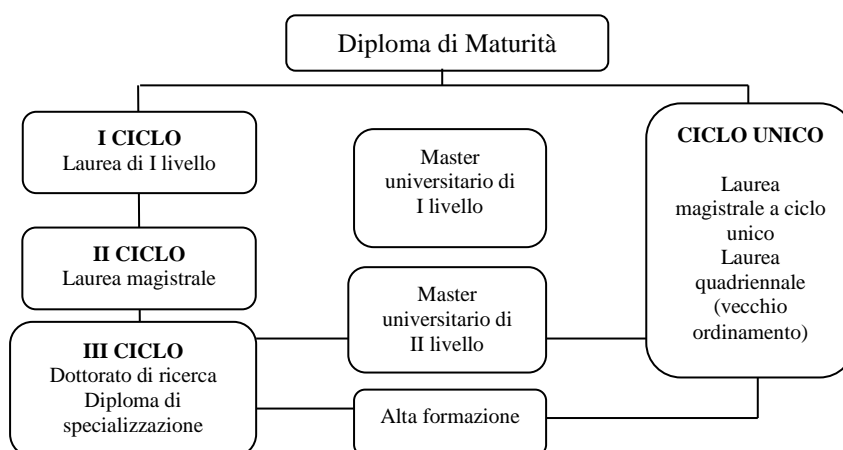 Diploma di Maturità
I CICLO
Laurea di I livello
Master
universitario di
I livello
CICLO UNICO
Laurea
magistrale a ciclo
unico
Laurea
quadriennale
(vecchio
ordinamento)
II CICLO
Laurea magistrale
Master
universitario di
II livello
III CICLO
Dottorato di ricerca
Diploma di
specializzazione
Alta formazione